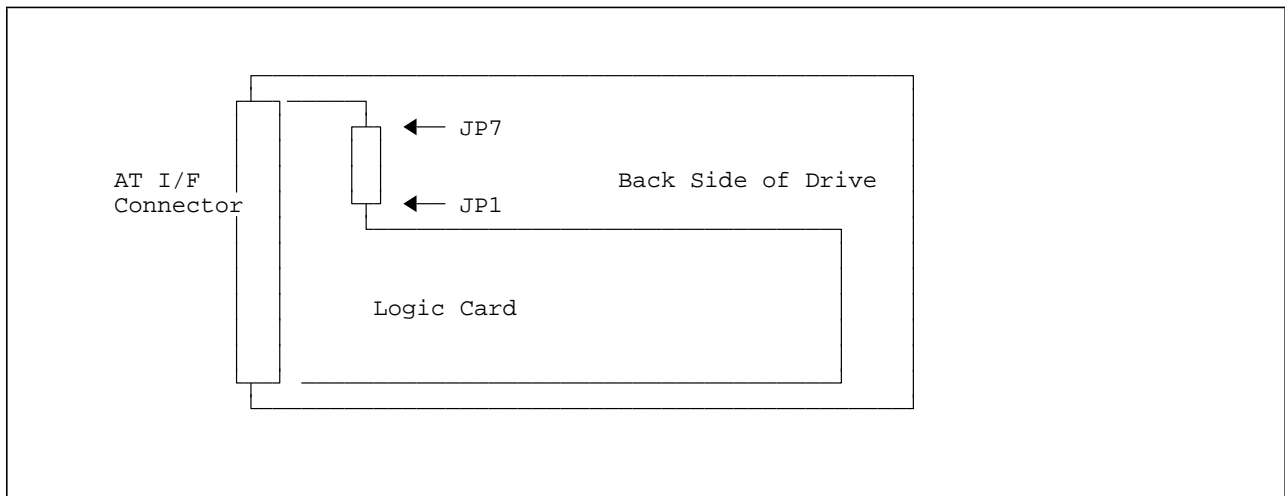 JP7
AT I/F
Connector
Back Side of Drive
JP1
Logic Card